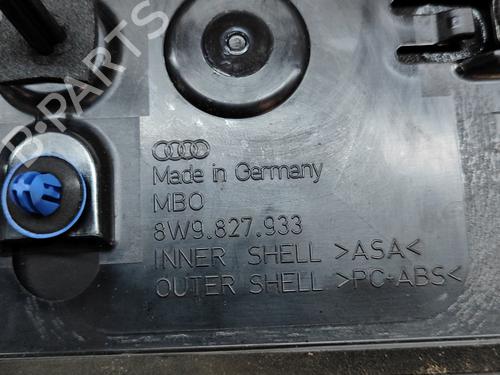 B-PARTS
Made in Germany
MBO
8W9.827.933
INNER SHELL >ASA<
OUTER SHELL >PC+ABS<